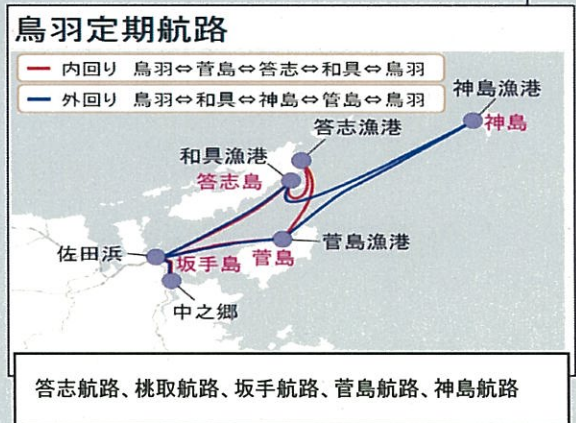 鳥羽定期航路
内回り 鳥羽⇔菅島⇔答志⇔和具⇔鳥羽
外回り 鳥羽⇔和具⇔神島⇔管島⇔鳥羽
神島漁港
神島
答志漁港
和具漁港
答志島
菅島漁港
菅島
佐田浜
坂手島
中之郷
答志航路、桃取航路、坂手航路、菅島航路、神島航路